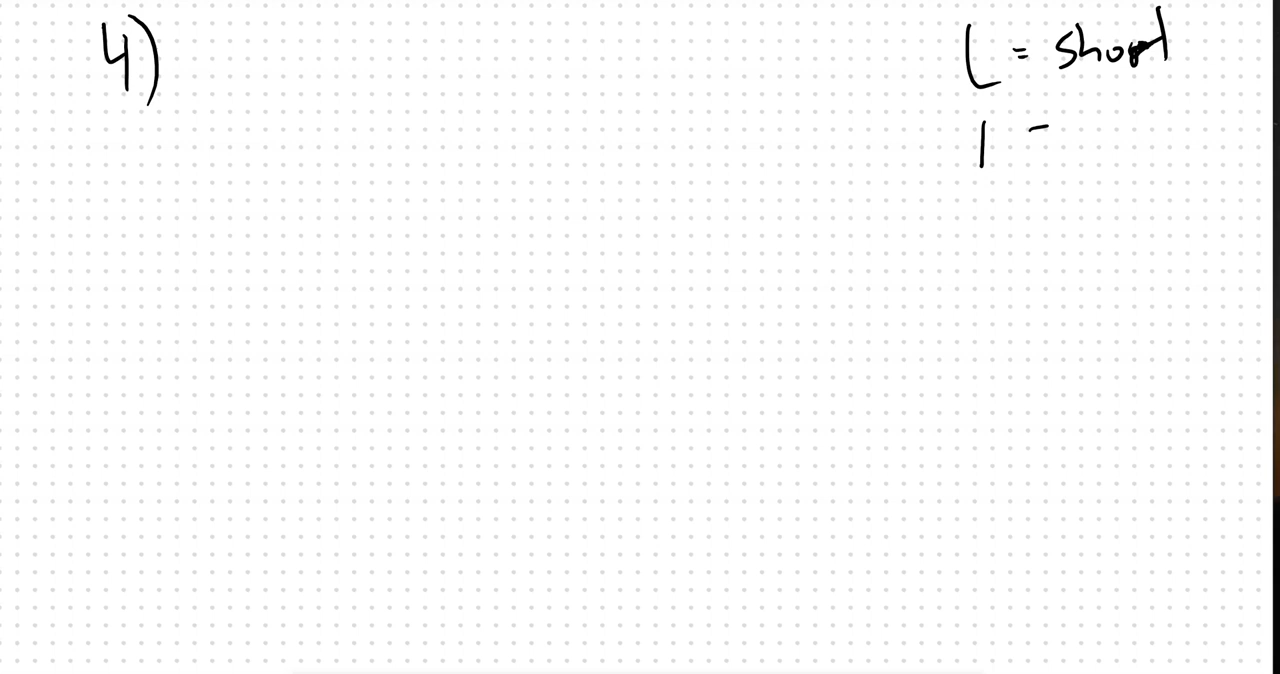 4)
L = short
| -